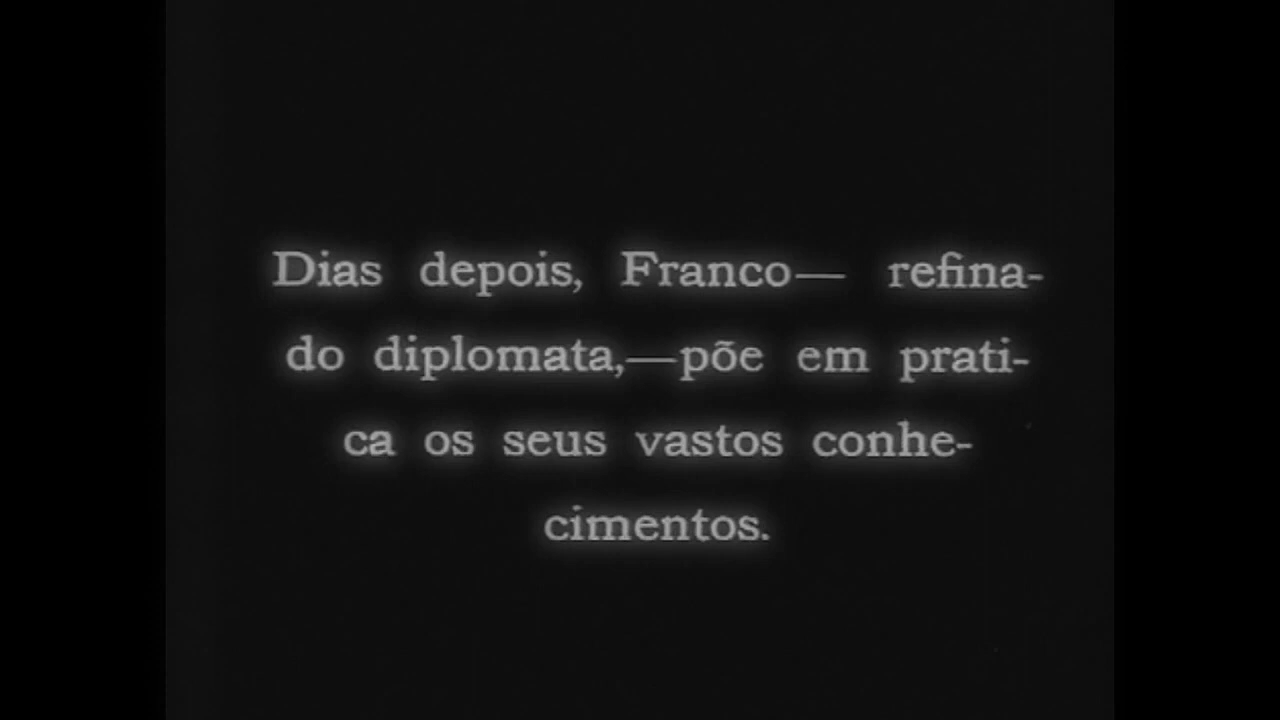 Dias depois, Franco— refina-
do diplomata,—põe em prati-
ca os seus vastos conhe-
cimentos.